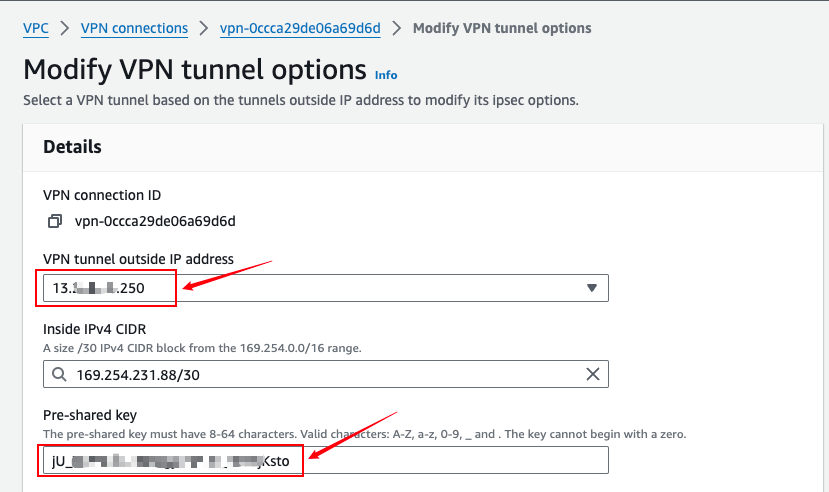 VPC > VPN connections > vpn-0ccca29de06a69d6d > Modify VPN tunnel options
Modify VPN tunnel options Info
Select a VPN tunnel based on the tunnels outside IP address to modify its ipsec options.
Details
VPN connection ID
vpn-0ccca29de06a69d6d
VPN tunnel outside IP address
13. .250
Inside IPv4 CIDR
A size /30 IPv4 CIDR block from the 169.254.0.0/16 range.
169.254.231.88/30
Pre-shared key
The pre-shared key must have 8-64 characters. Valid characters: A-Z, a-z, 0-9, _ and . The key cannot begin with a zero.
jU_ Ksto